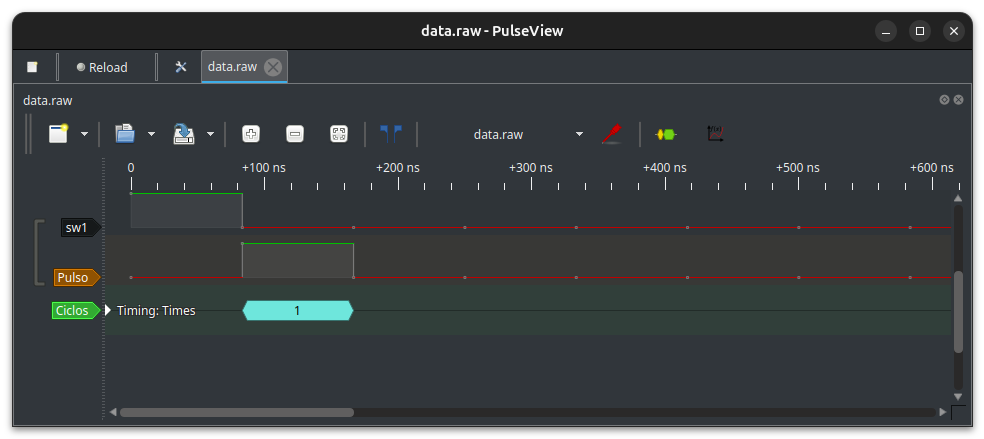 data.raw - PulseView
Reload
data.raw
data.raw
data.raw
0 +100 ns +200 ns +300 ns +400 ns +500 ns +600 ns
sw1
Pulso
Ciclos Timing: Times 1